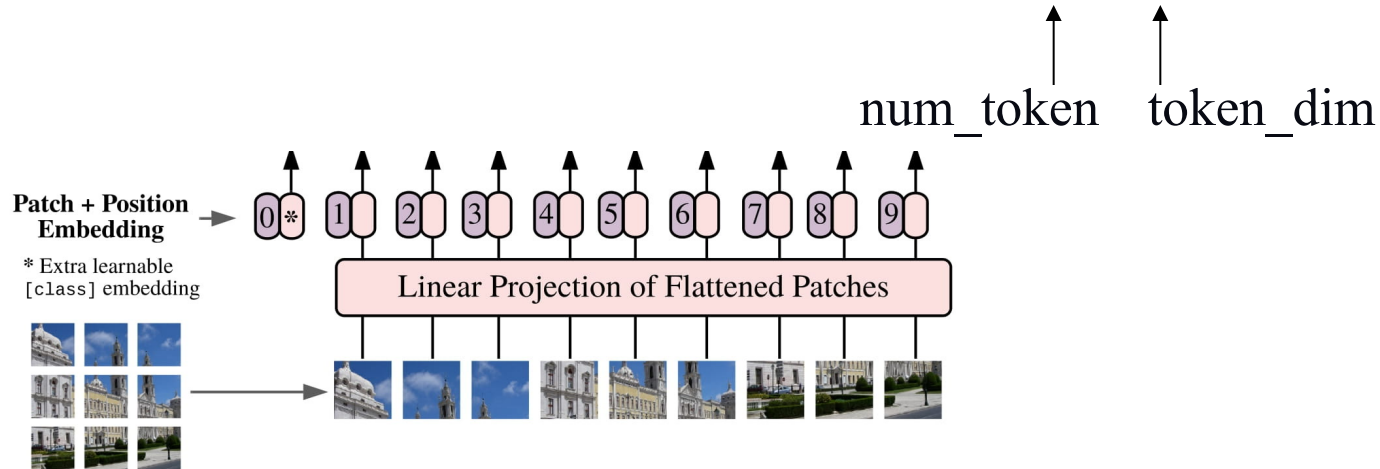 num_token token_dim
Patch + Position
Embedding
0 * 1 2 3 4 5 6 7 8 9
* Extra learnable
[class] embedding
Linear Projection of Flattened Patches